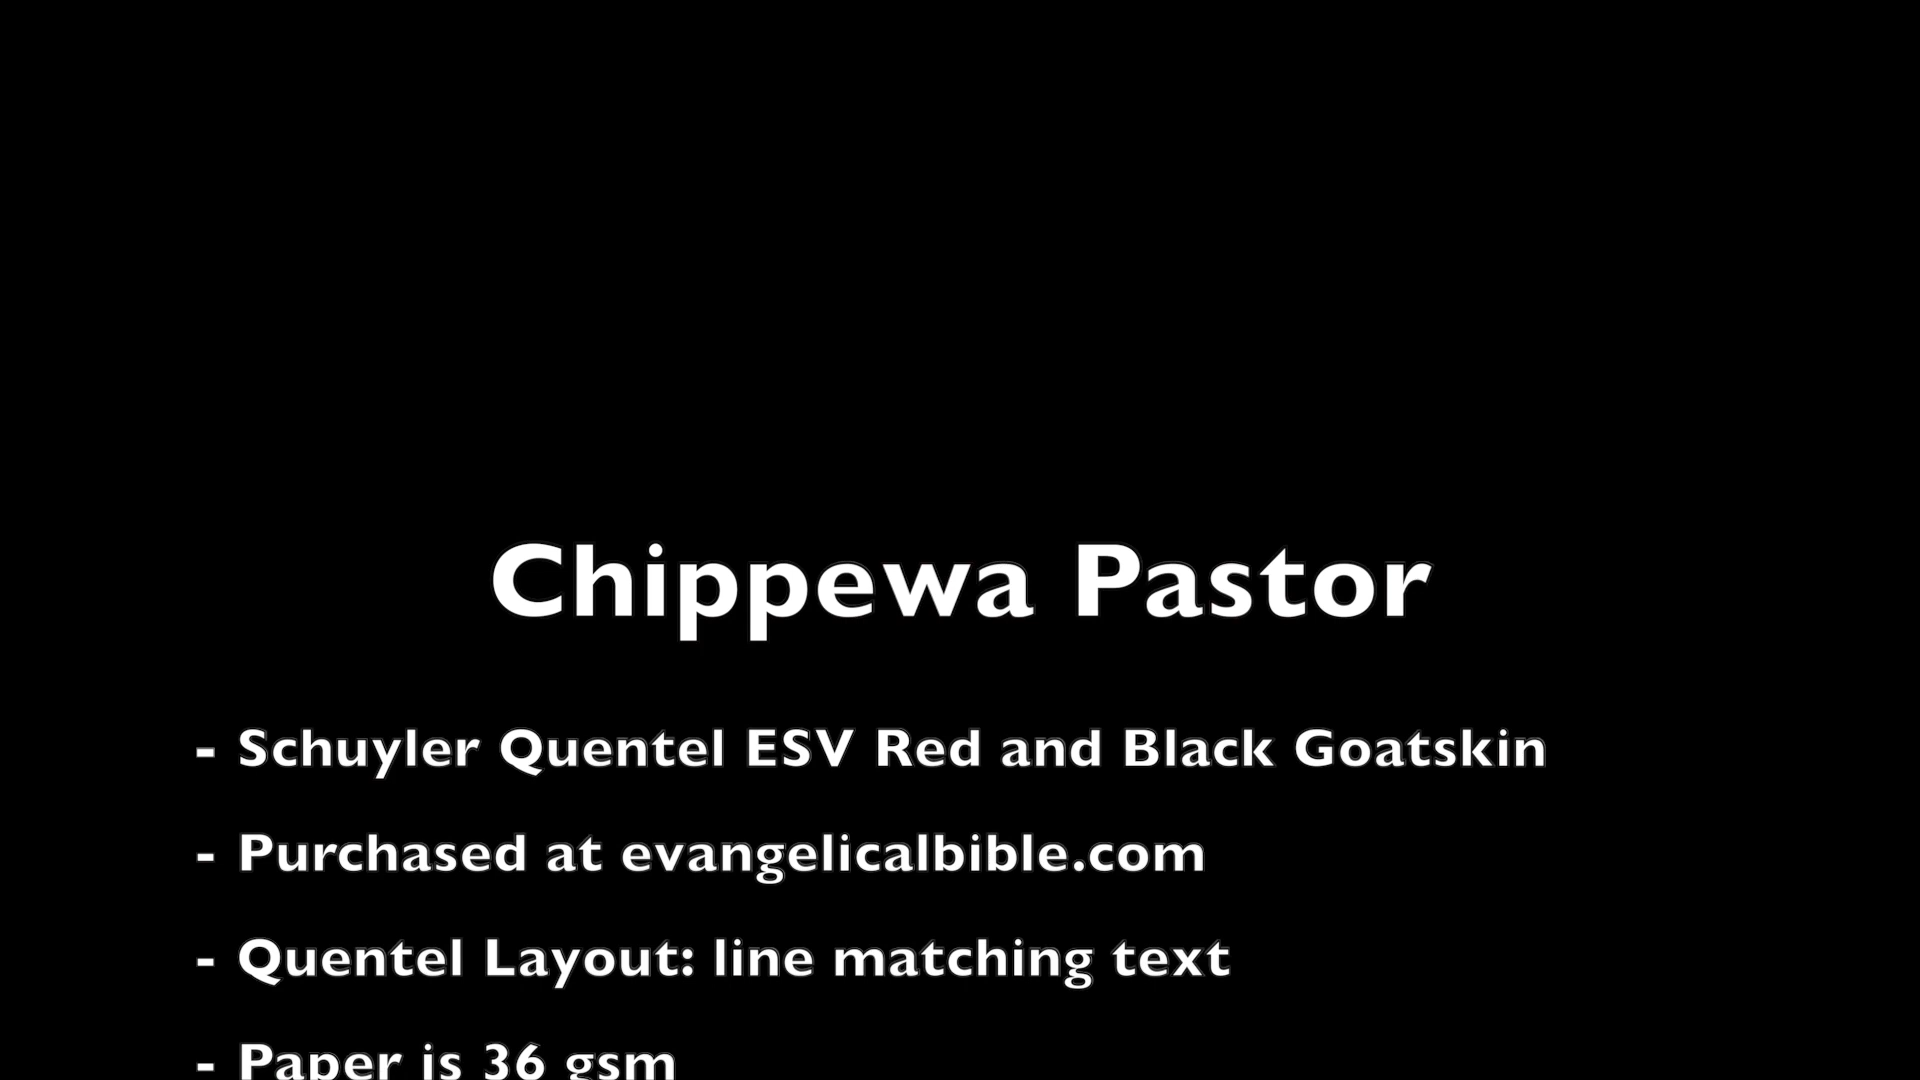 Chippewa Pastor
- Schuyler Quentel ESV Red and Black Goatskin
- Purchased at evangelicalbible.com
- Quentel Layout: line matching text
- Paper is 36 gsm